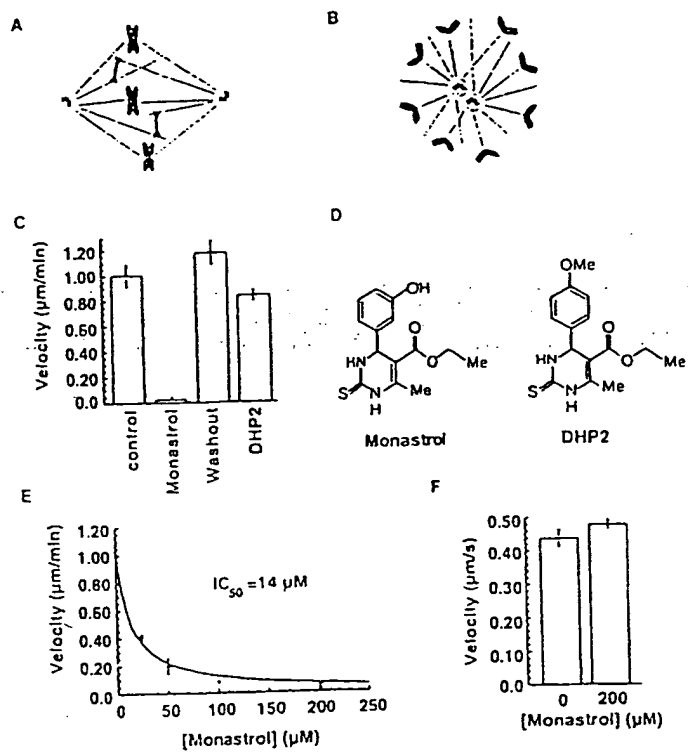 A
B
C
Velocity (μm/min)
1.20
1.00
0.80
0.60
0.40
0.20
0.0
control
Monastrol
Washout
DHP2
D
OH
O
O
Me
HN
S
N
H
Me
Monastrol
OMe
O
O
Me
HN
S
N
H
Me
DHP2
E
Velocity (μm/min)
1.20
1.00
0.80
0.60
0.40
0.20
0.0
IC50 =14 μM
0 50 100 150 200 250
[Monastrol] (μM)
F
Velocity (μm/s)
0.50
0.40
0.30
0.20
0.10
0.0
0 200
[Monastrol] (μM)